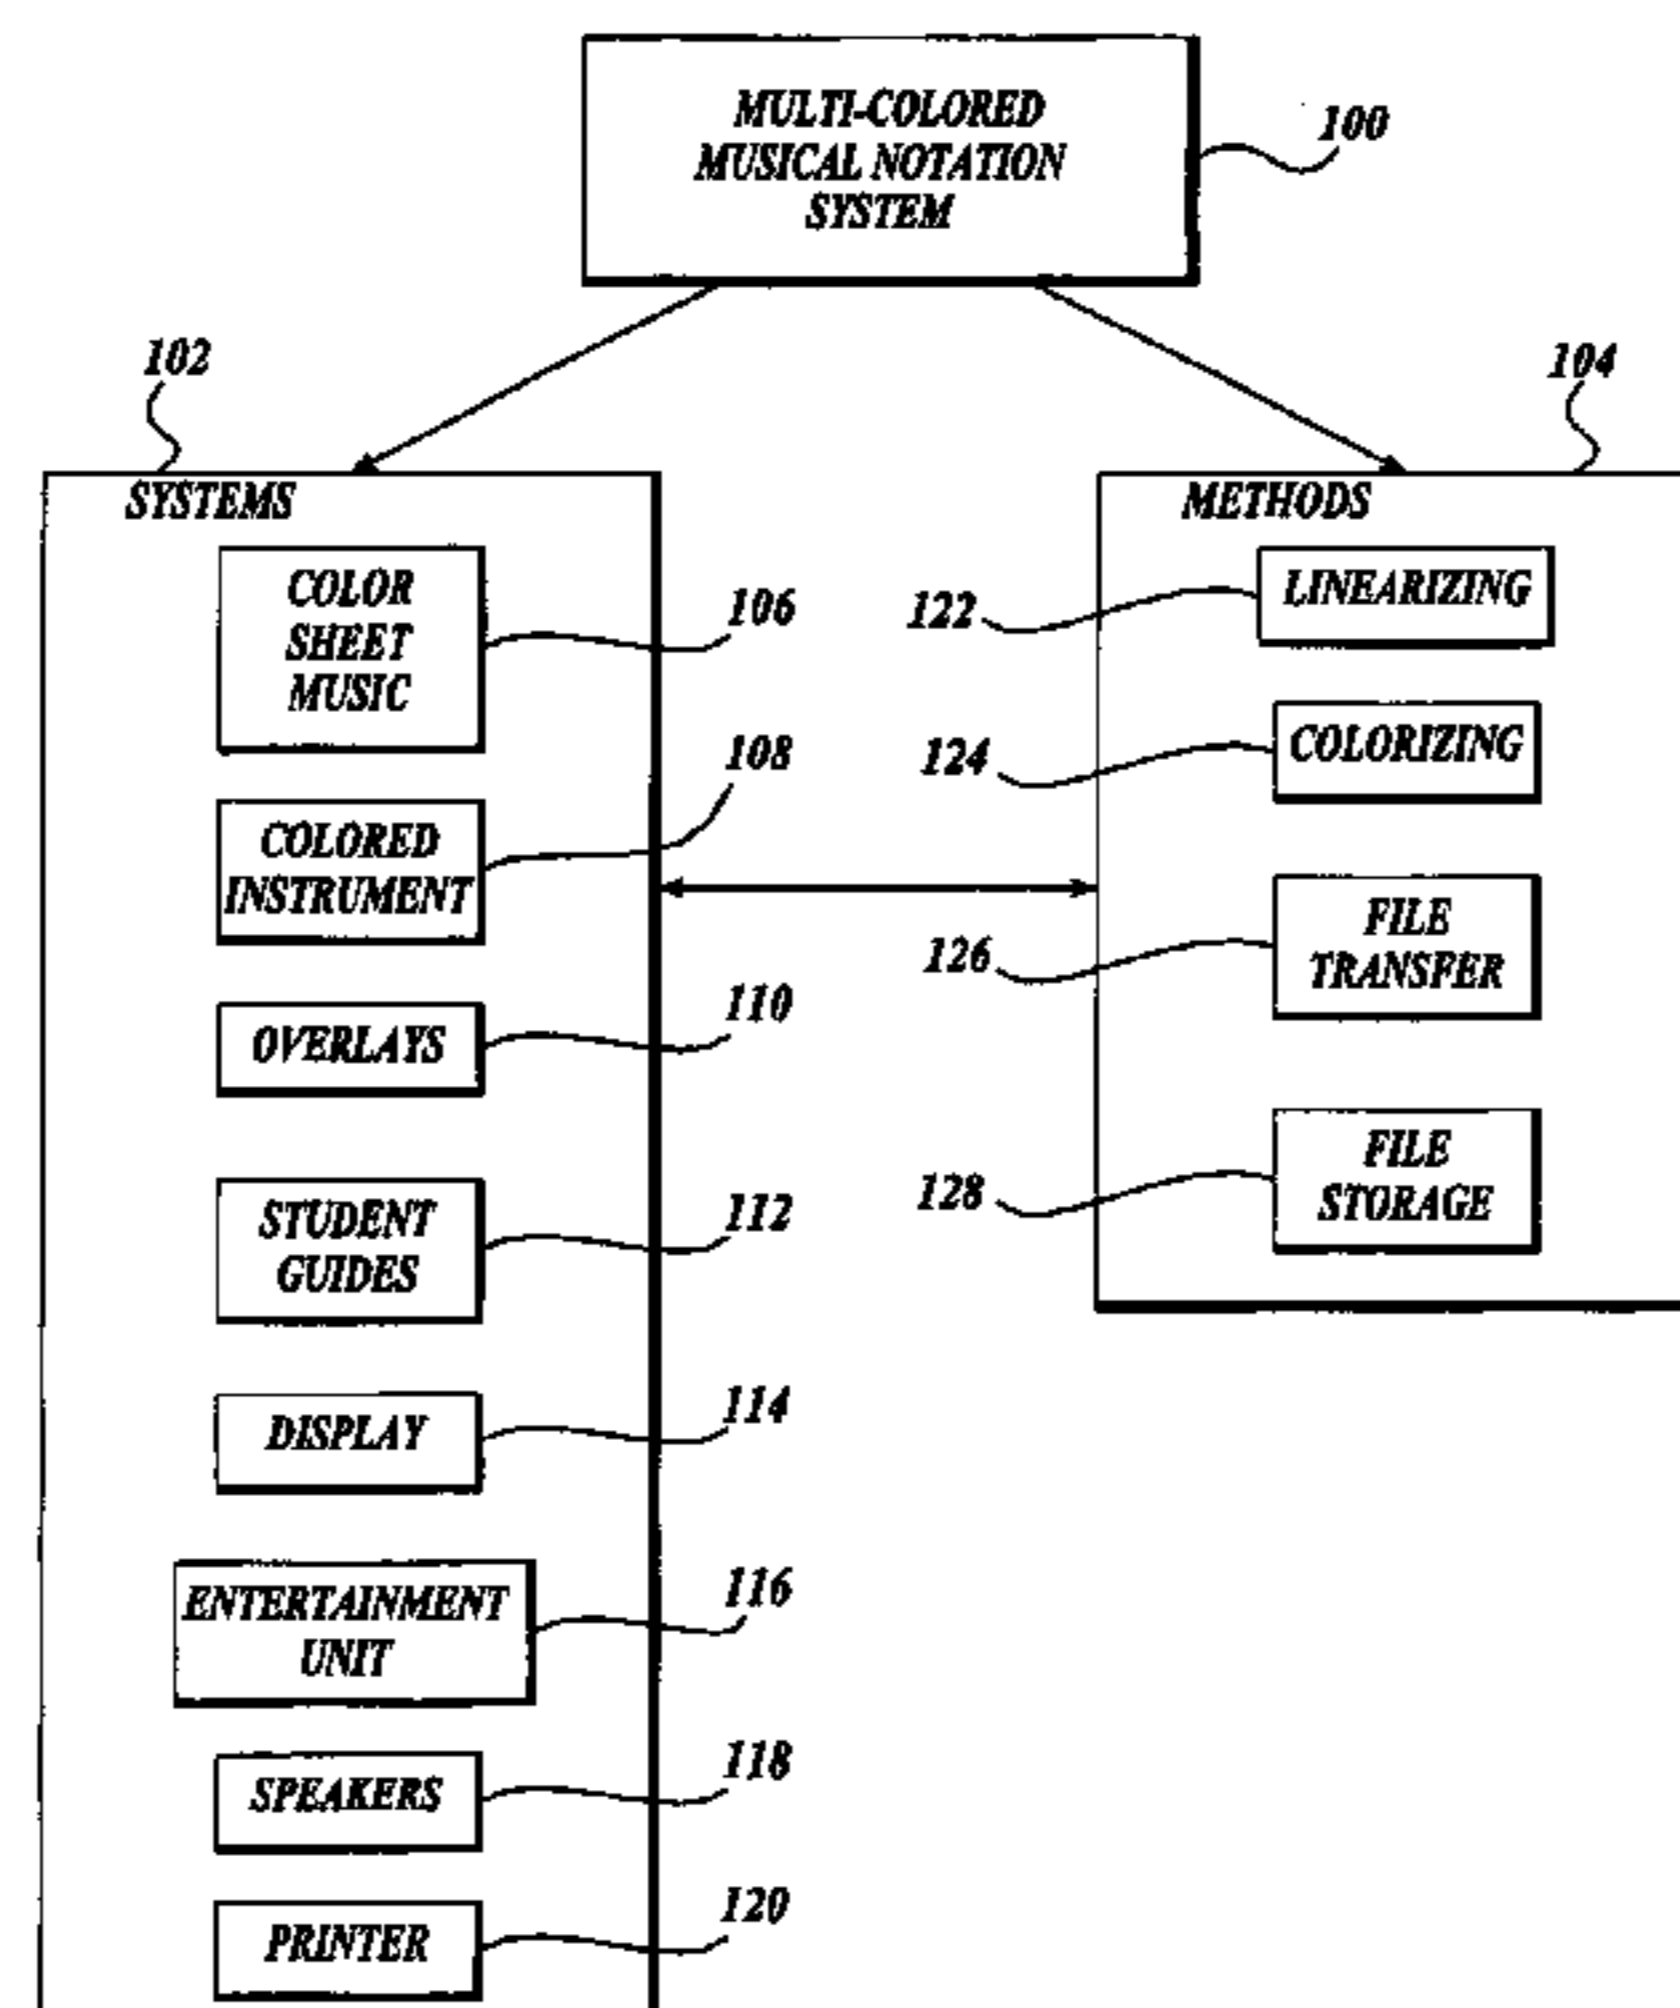 MULTI-COLORED
MUSICAL NOTATION
SYSTEM
100
102
104
SYSTEMS
COLOR
SHEET
MUSIC
106
COLORED
INSTRUMENT
108
OVERLAYS
110
STUDENT
GUIDES
112
DISPLAY
114
ENTERTAINMENT
UNIT
116
SPEAKERS
118
PRINTER
120
METHODS
122
LINEARIZING
124
COLORIZING
126
FILE
TRANSFER
128
FILE
STORAGE